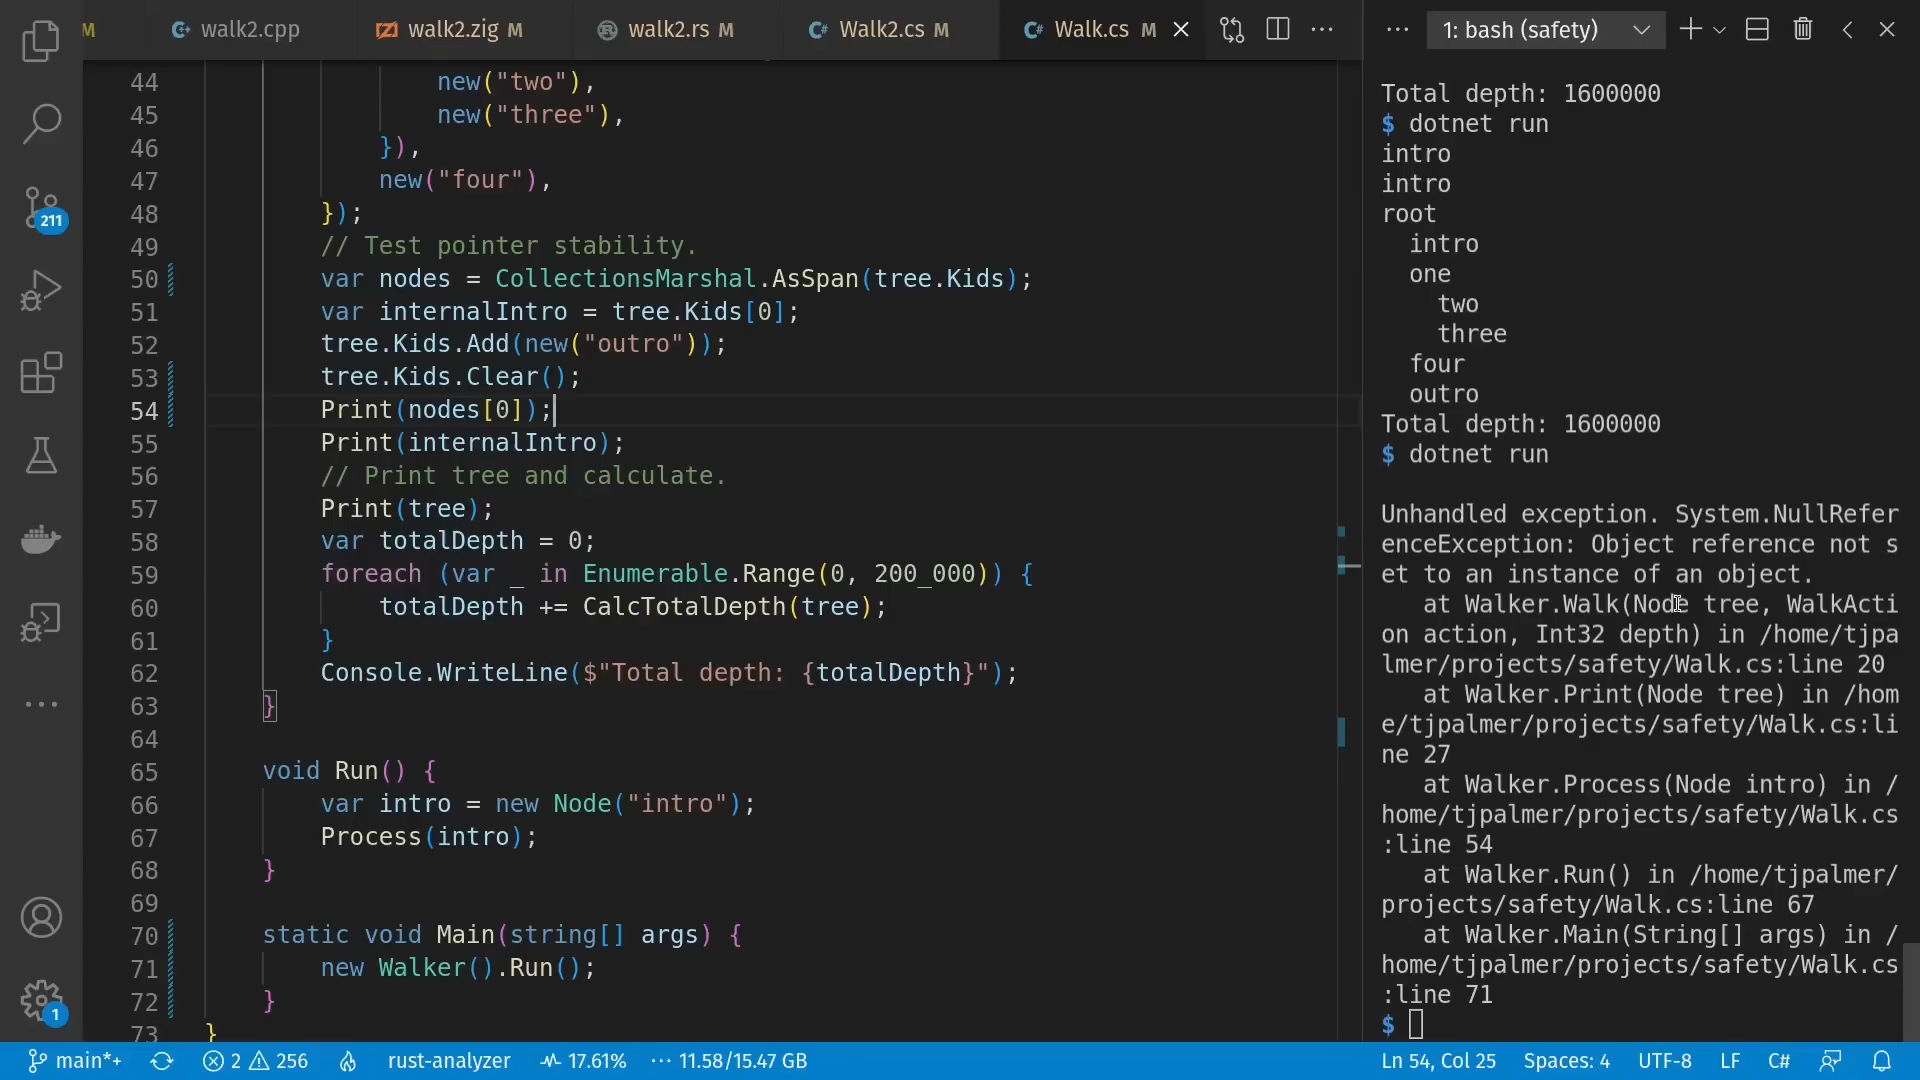 M walk2.cpp walk2.zig M walk2.rs M C# Walk2.cs M C# Walk.cs M
44 new("two"),
45 new("three"),
46 }),
47 new("four"),
48 });
49 // Test pointer stability.
50 var nodes = CollectionsMarshal.AsSpan(tree.Kids);
51 var internalIntro = tree.Kids[0];
52 tree.Kids.Add(new("outro"));
53 tree.Kids.Clear();
54 Print(nodes[0]);
55 Print(internalIntro);
56 // Print tree and calculate.
57 Print(tree);
58 var totalDepth = 0;
59 foreach (var _ in Enumerable.Range(0, 200_000)) {
60 totalDepth += CalcTotalDepth(tree);
61 }
62 Console.WriteLine($"Total depth: {totalDepth}");
63 }
64
65 void Run() {
66 var intro = new Node("intro");
67 Process(intro);
68 }
69
70 static void Main(string[] args) {
71 new Walker().Run();
72 }
73 }
211
1
1: bash (safety)
Total depth: 1600000
$ dotnet run
intro
intro
root
intro
one
two
three
four
outro
Total depth: 1600000
$ dotnet run
Unhandled exception. System.NullRefer
enceException: Object reference not s
et to an instance of an object.
at Walker.Walk(Node tree, WalkActi
on action, Int32 depth) in /home/tjpa
lmer/projects/safety/Walk.cs:line 20
at Walker.Print(Node tree) in /hom
e/tjpalmer/projects/safety/Walk.cs:li
ne 27
at Walker.Process(Node intro) in /
home/tjpalmer/projects/safety/Walk.cs
:line 54
at Walker.Run() in /home/tjpalmer/
projects/safety/Walk.cs:line 67
at Walker.Main(String[] args) in /
home/tjpalmer/projects/safety/Walk.cs
:line 71
$
main*+ 2 256 rust-analyzer 17.61% 11.58/15.47 GB Ln 54, Col 25 Spaces: 4 UTF-8 LF C#